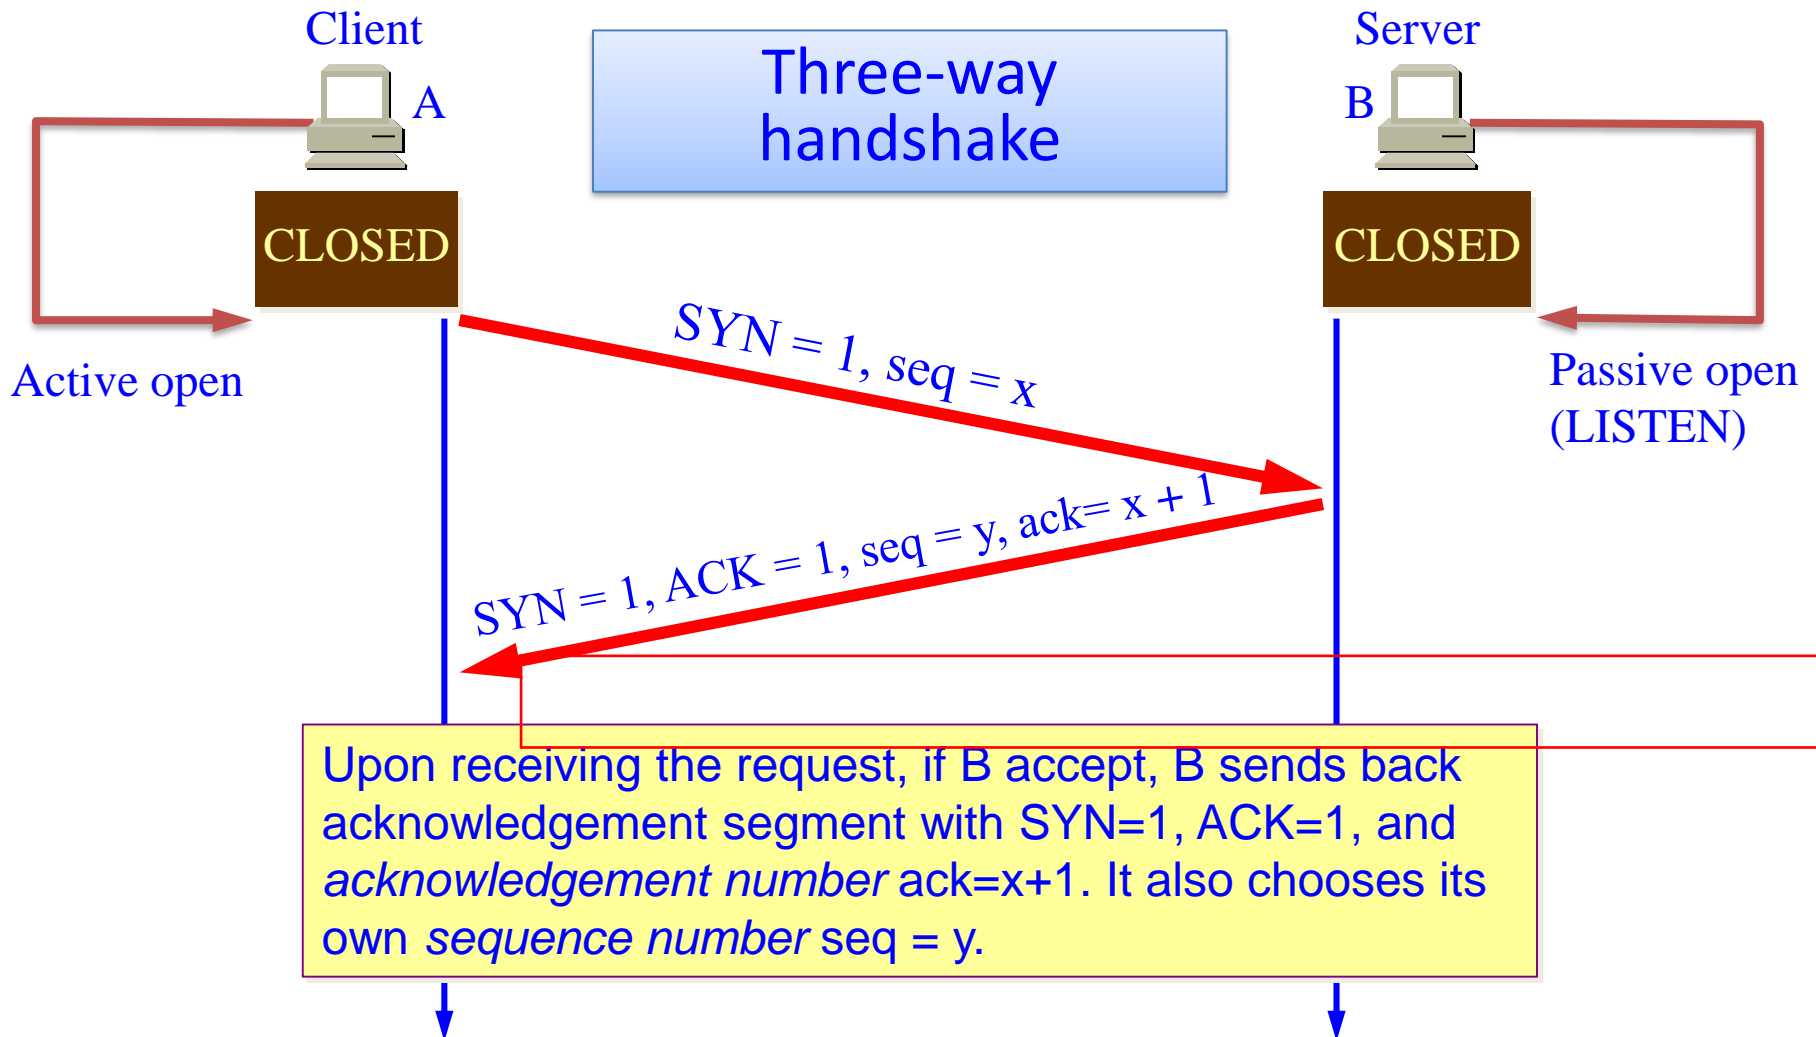 Client
Server
Three-way
handshake
A
B
CLOSED
CLOSED
SYN = 1, seq = x
Active open
Passive open
(LISTEN)
SYN = 1, ACK = 1, seq = y, ack= x + 1
Upon receiving the request, if B accept, B sends back
acknowledgement segment with SYN=1, ACK=1, and
acknowledgement number ack=x+1. It also chooses its
own sequence number seq = y.